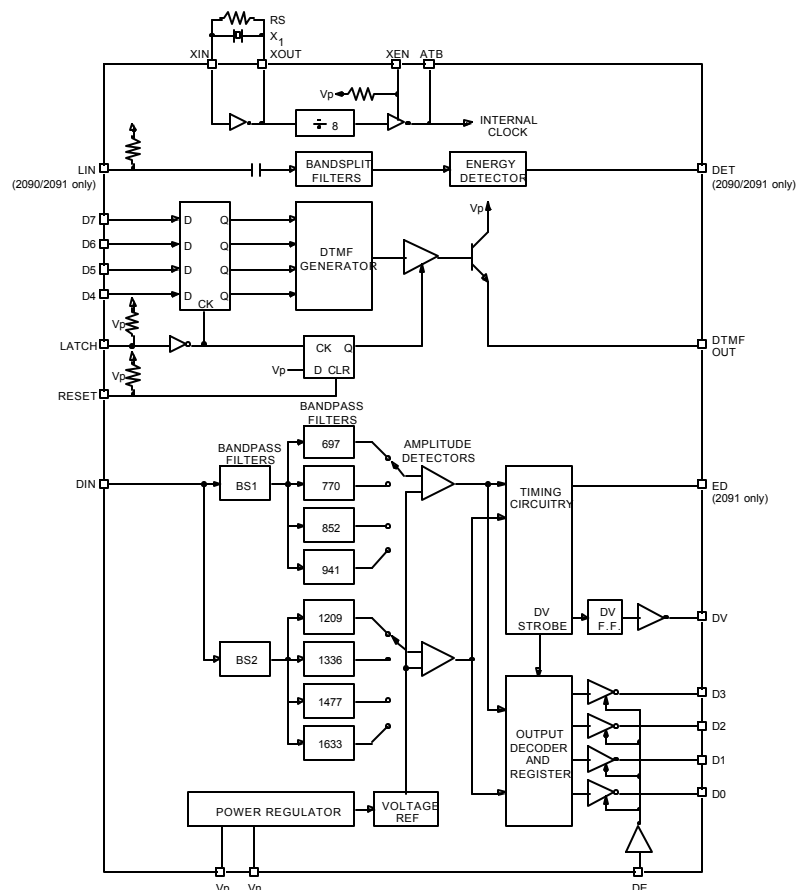 RS
X1
XIN
XOUT
XEN
ATB
Vp
÷ 8
INTERNAL
CLOCK
LIN
(2090/2091 only)
BANDSPLIT
FILTERS
ENERGY
DETECTOR
DET
(2090/2091 only)
D7
D6
D5
D4
D
Q
D
Q
D
Q
D
Q
CK
DTMF
GENERATOR
Vp
Vp
LATCH
Vp
RESET
CK
Q
Vp
D
CLR
DTMF
OUT
BANDPASS
FILTERS
BANDPASS
FILTERS
AMPLITUDE
DETECTORS
DIN
BS1
697
770
852
941
TIMING
CIRCUITRY
ED
(2091 only)
DV
STROBE
DV
F.F.
DV
BS2
1209
1336
1477
1633
OUTPUT
DECODER
AND
REGISTER
D3
D2
D1
D0
POWER REGULATOR
VOLTAGE
REF
Vp
Vn